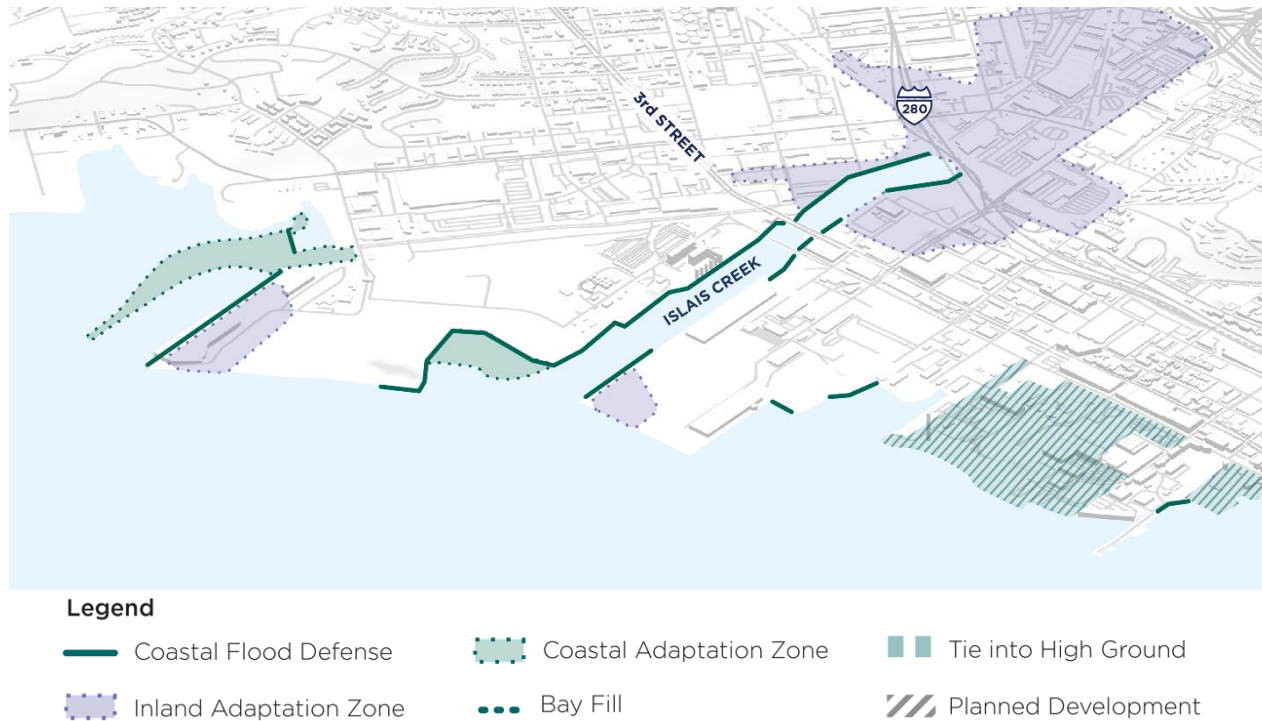 280
3rd STREET
ISLAIS CREEK
Legend
Coastal Flood Defense
Coastal Adaptation Zone
Tie into High Ground
Inland Adaptation Zone
Bay Fill
Planned Development